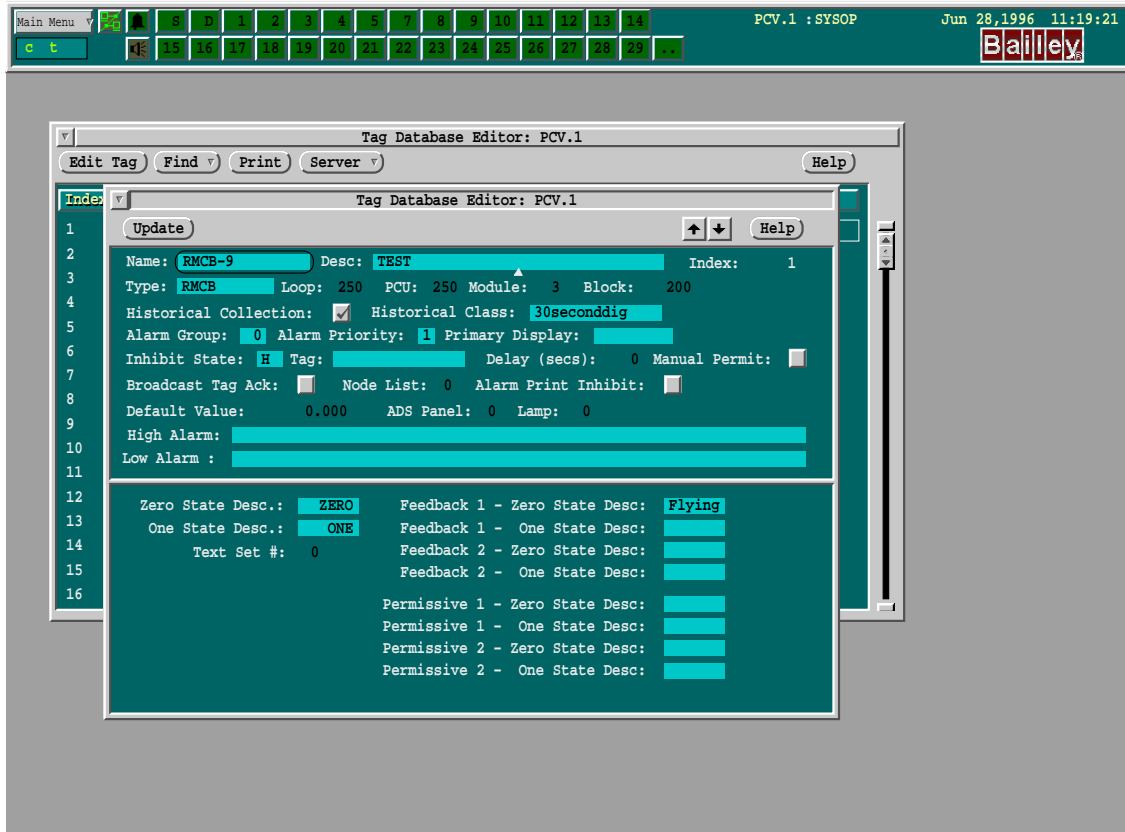 Main Menu S D 1 2 3 4 5 7 8 9 10 11 12 13 14 PCV.1 :SYSOP Jun 28,1996 11:19:21
c t 15 16 17 18 19 20 21 22 23 24 25 26 27 28 29 .. Bailey®
Tag Database Editor: PCV.1
Edit Tag Find Print Server Help
Index
Tag Database Editor: PCV.1
1
2
3
4
5
6
7
8
9
10
11
12
13
14
15
16
Update Help
Name: RMCB-9 Desc: TEST Index: 1
Type: RMCB Loop: 250 PCU: 250 Module: 3 Block: 200
Historical Collection: Historical Class: 30seconddig
Alarm Group: 0 Alarm Priority: 1 Primary Display:
Inhibit State: H Tag: Delay (secs): 0 Manual Permit:
Broadcast Tag Ack: Node List: 0 Alarm Print Inhibit:
Default Value: 0.000 ADS Panel: 0 Lamp: 0
High Alarm:
Low Alarm :
Zero State Desc.: ZERO Feedback 1 - Zero State Desc: Flying
One State Desc.: ONE Feedback 1 - One State Desc:
Text Set #: 0 Feedback 2 - Zero State Desc:
Feedback 2 - One State Desc:
Permissive 1 - Zero State Desc:
Permissive 1 - One State Desc:
Permissive 2 - Zero State Desc:
Permissive 2 - One State Desc: